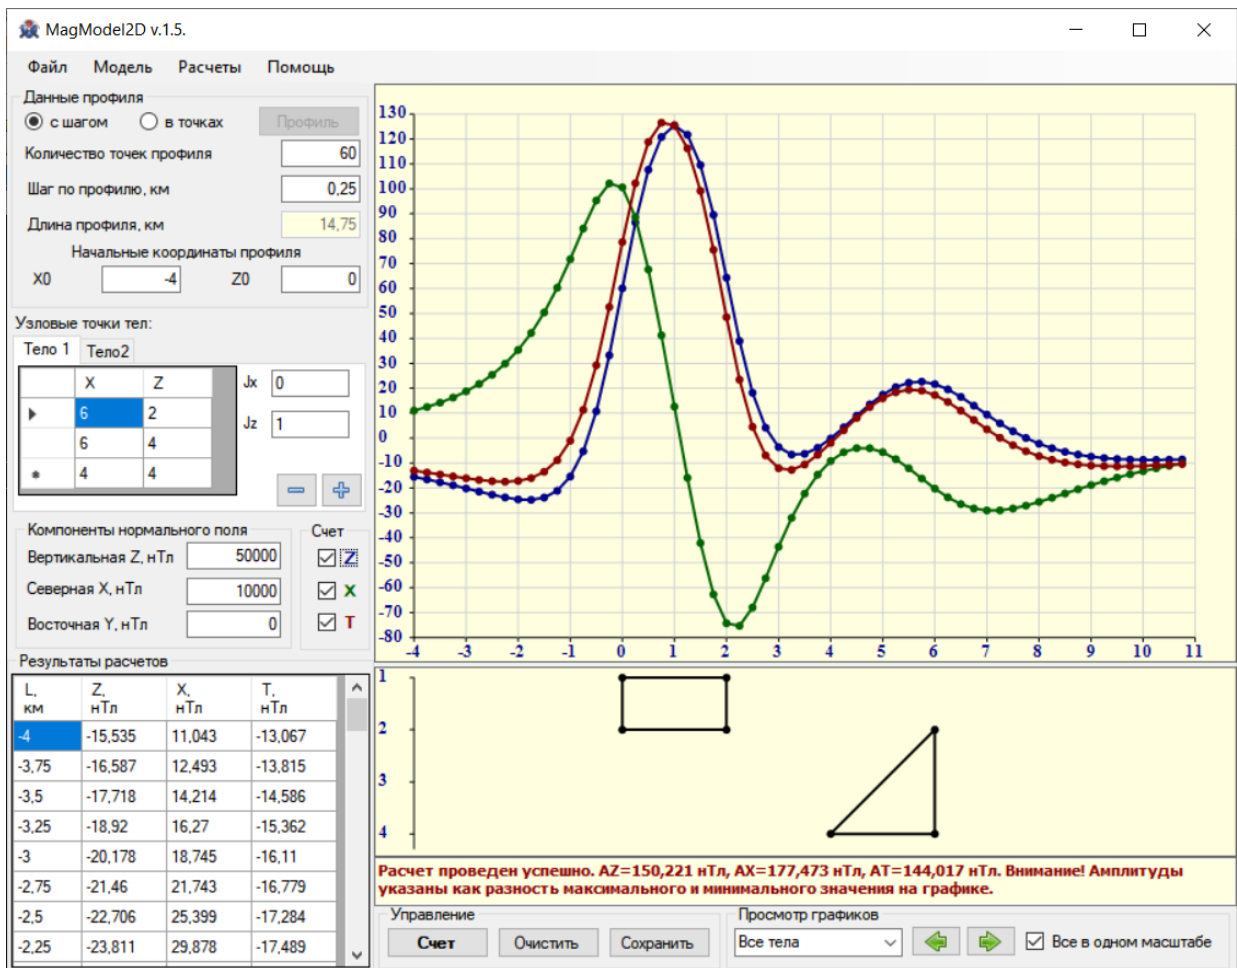 MagModel2D v.1.5.
Файл Модель Расчеты Помощь
Данные профиля
с шагом в точках Профиль
Количество точек профиля 60
Шаг по профилю, км 0,25
Длина профиля, км 14,75
Начальные координаты профиля
X0 -4 Z0 0
Узловые точки тел:
Тело 1 Тело2
X Z
6 2
6 4
4 4
Jx 0
Jz 1
Компоненты нормального поля
Вертикальная Z, нТл 50000
Северная X, нТл 10000
Восточная Y, нТл 0
Счет
Z
X
T
Результаты расчетов
L, км Z, нТл X, нТл T, нТл
-4 -15,535 11,043 -13,067
-3,75 -16,587 12,493 -13,815
-3,5 -17,718 14,214 -14,586
-3,25 -18,92 16,27 -15,362
-3 -20,178 18,745 -16,11
-2,75 -21,46 21,743 -16,779
-2,5 -22,706 25,399 -17,284
-2,25 -23,811 29,878 -17,489
130
120
110
100
90
80
70
60
50
40
30
20
10
0
-10
-20
-30
-40
-50
-60
-70
-80
-4 -3 -2 -1 0 1 2 3 4 5 6 7 8 9 10 11
1
2
3
4
Расчет проведен успешно. AZ=150,221 нТл, AX=177,473 нТл, AT=144,017 нТл. Внимание! Амплитуды
указаны как разность максимального и минимального значения на графике.
Управление
Счет Очистить Сохранить
Просмотр графиков
Все тела Все в одном масштабе